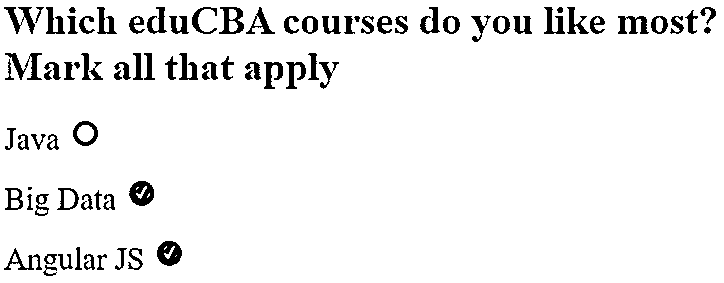 Which eduCBA courses do you like most?
Mark all that apply
Java
Big Data
Angular JS